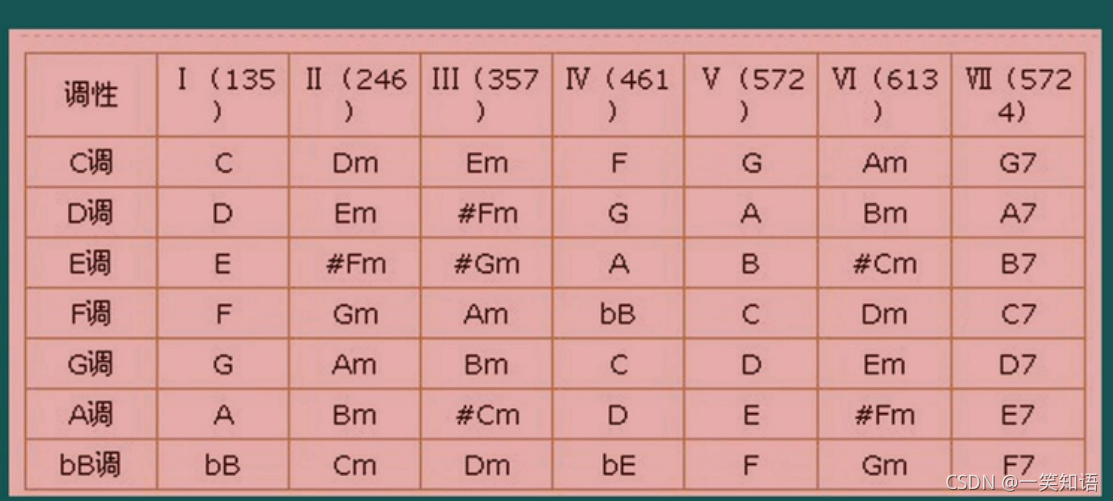 调性 Ⅰ（135） Ⅱ（246） Ⅲ（357） Ⅳ（461） Ⅴ（572） Ⅵ（613） Ⅶ（5724）
C调 C Dm Em F G Am G7
D调 D Em #Fm G A Bm A7
E调 E #Fm #Gm A B #Cm B7
F调 F Gm Am bB C Dm C7
G调 G Am Bm C D Em D7
A调 A Bm #Cm D E #Fm E7
bB调 bB Cm Dm bE F Gm F7
CSDN @一笑知语